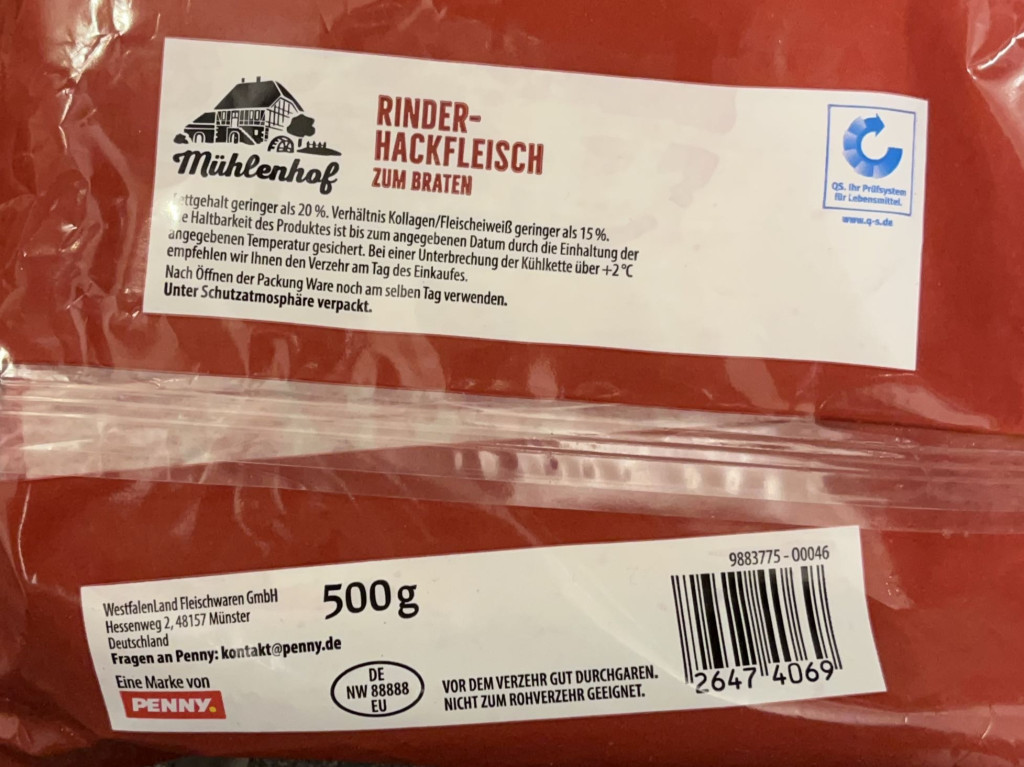 Mühlenhof
RINDER-
HACKFLEISCH
ZUM BRATEN
ettgehalt geringer als 20 %. Verhältnis Kollagen/Fleischeiweiß geringer als 15 %.
e Haltbarkeit des Produktes ist bis zum angegebenen Datum durch die Einhaltung der
angegebenen Temperatur gesichert. Bei einer Unterbrechung der Kühlkette über +2 °C
empfehlen wir Ihnen den Verzehr am Tag des Einkaufes.
Nach Öffnen der Packung Ware noch am selben Tag verwenden.
Unter Schutzatmosphäre verpackt.
QS. Ihr Prüfsystem
für Lebensmittel.
www.q-s.de
WestfalenLand Fleischwaren GmbH
Hessenweg 2, 48157 Münster
Deutschland
Fragen an Penny: kontakt@penny.de
Eine Marke von
PENNY.
500 g
DE
NW 88888
EU
VOR DEM VERZEHR GUT DURCHGAREN.
NICHT ZUM ROHVERZEHR GEEIGNET.
9883775 - 00046
2647 4069